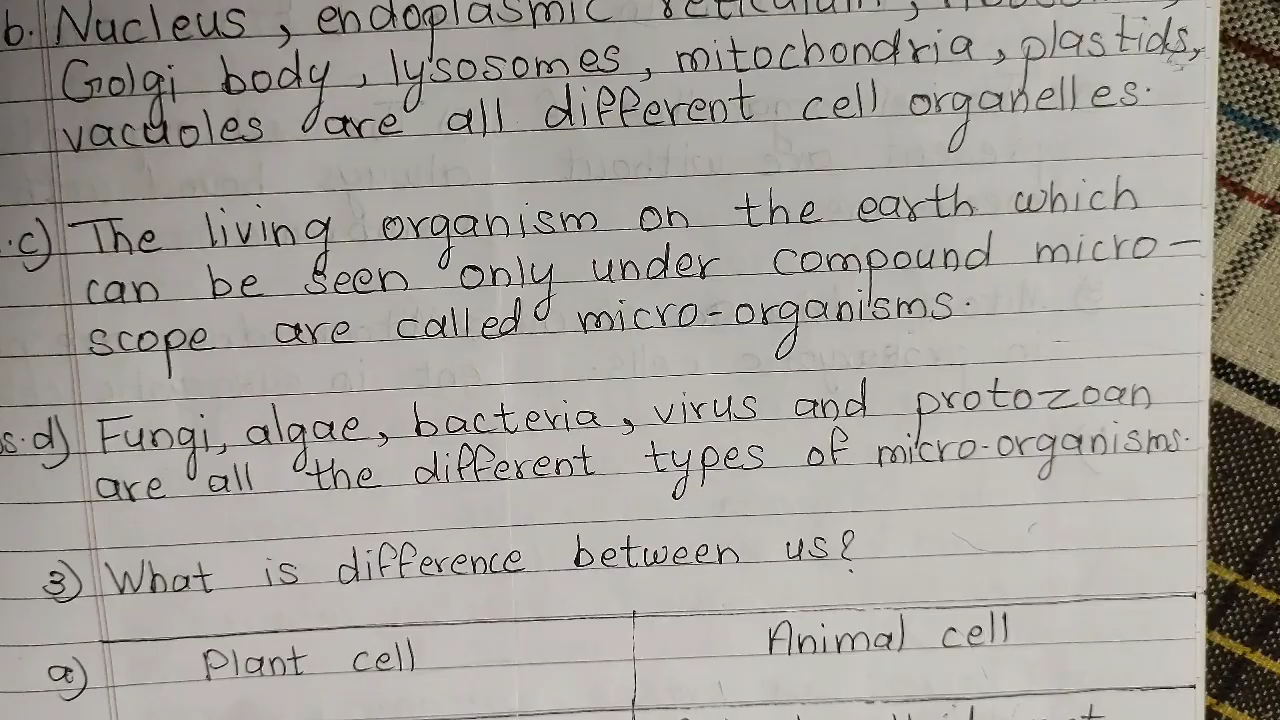 b. Nucleus, endoplasmic reticulum,
Golgi body, lysosomes, mitochondria, plastids,
vacuoles are all different cell organelles.
c) The living organism on the earth which
can be seen only under compound micro-
scope are called micro-organisms.
s.d) Fungi, algae, bacteria, virus and protozoan
are all the different types of micro-organisms.
3) What is difference between us?
a) Plant cell Animal cell